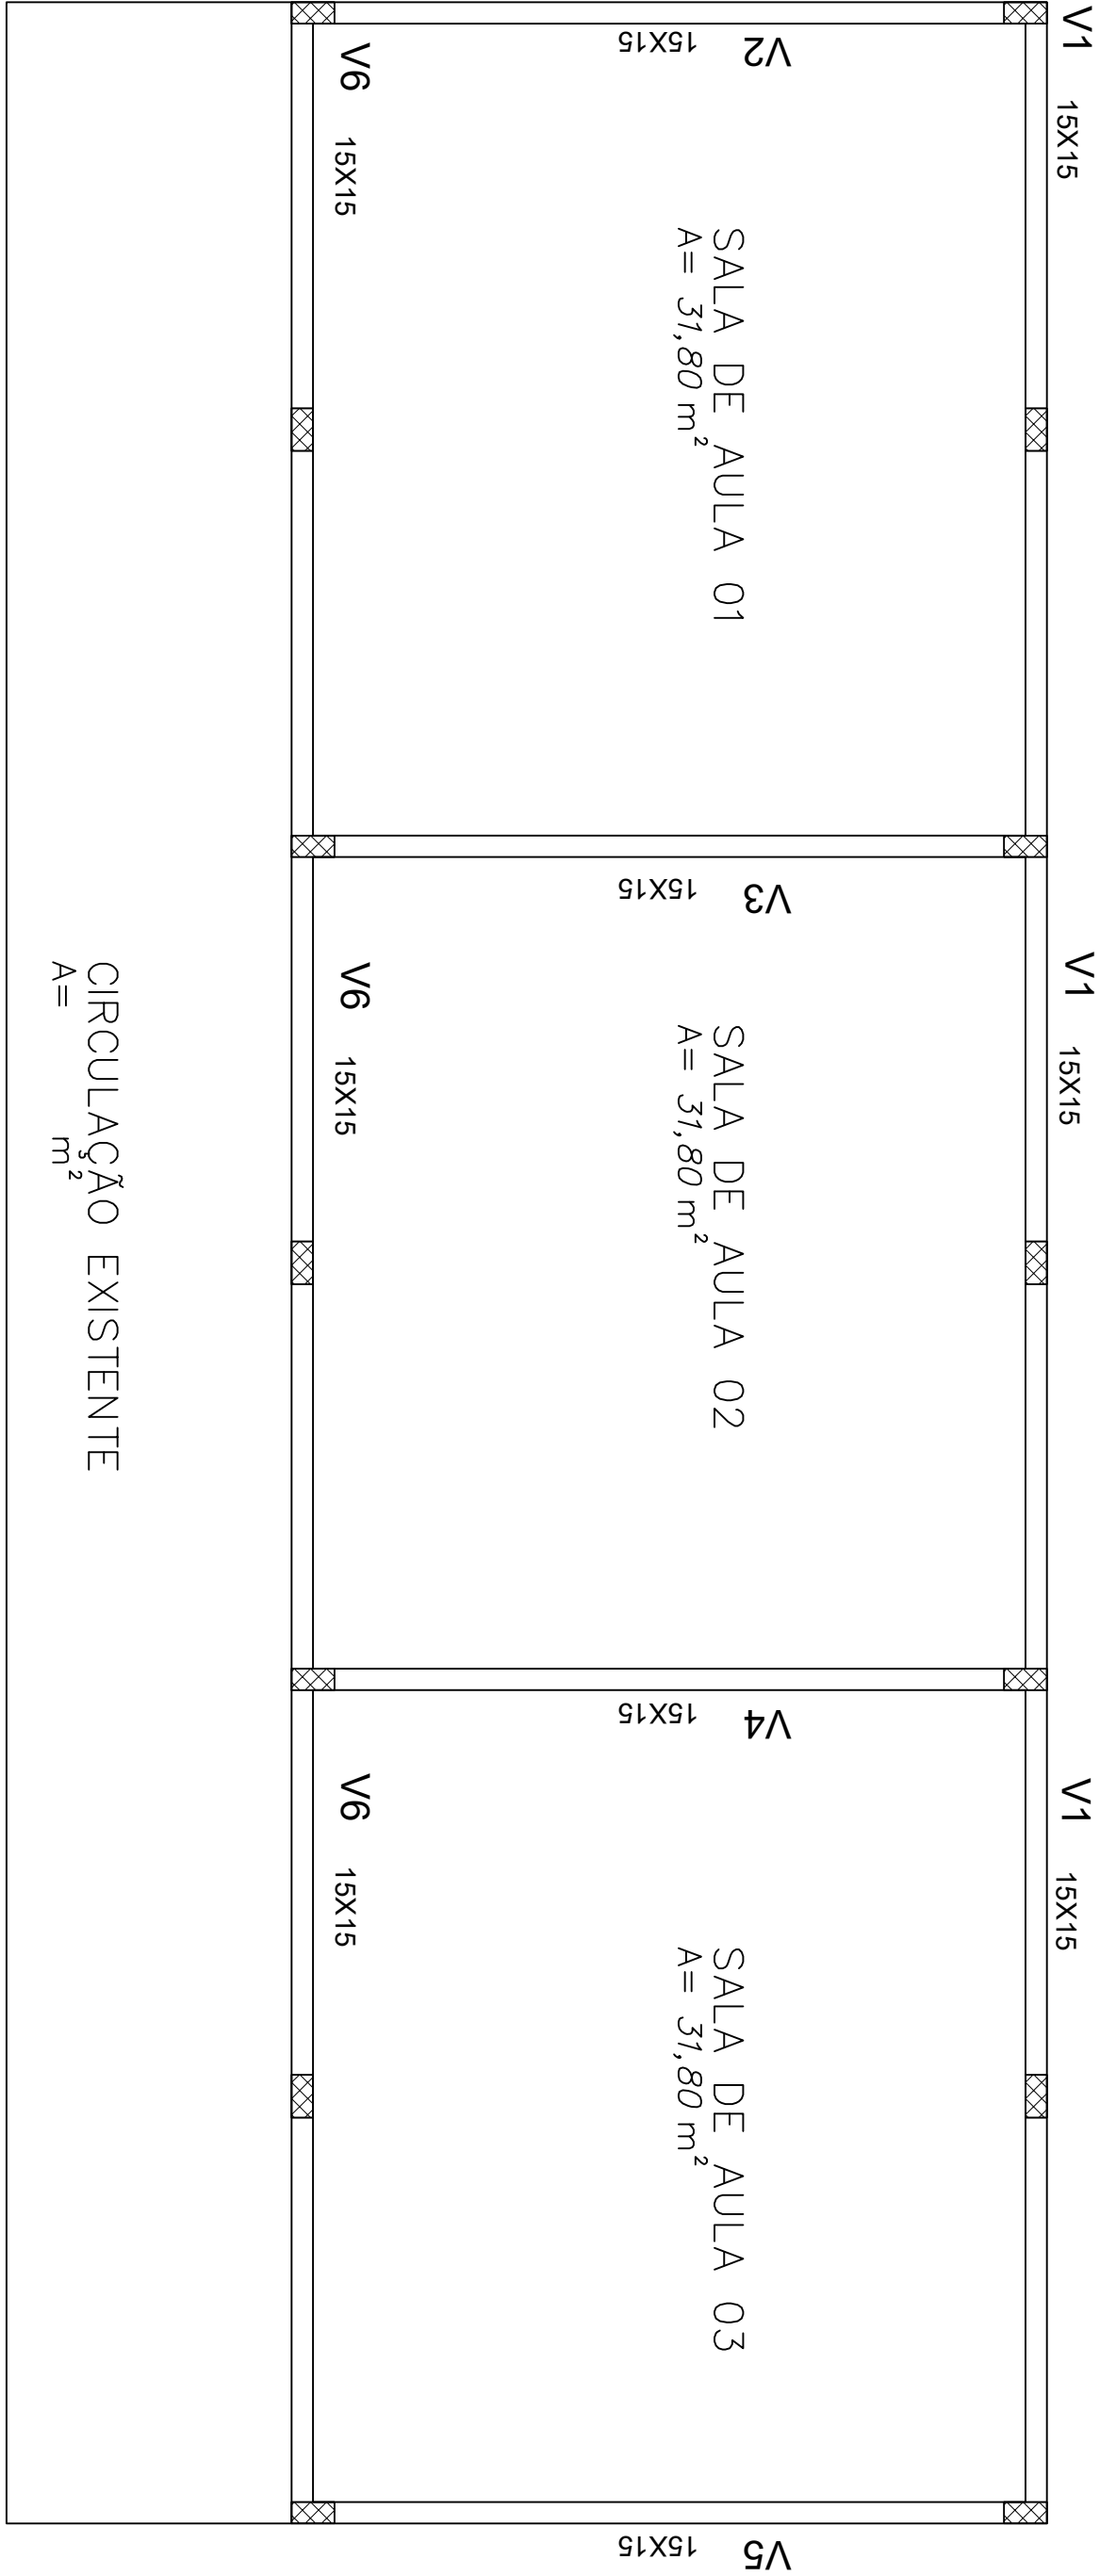 V1 15X15
V1 15X15
V1 15X15
V2 15X15
SALA DE AULA 01
A= 31,80 m²
V3 15X15
SALA DE AULA 02
A= 31,80 m²
V4 15X15
SALA DE AULA 03
A= 31,80 m²
V5 15X15
V6 15X15
V6 15X15
V6 15X15
CIRCULAÇÃO EXISTENTE
A= m²